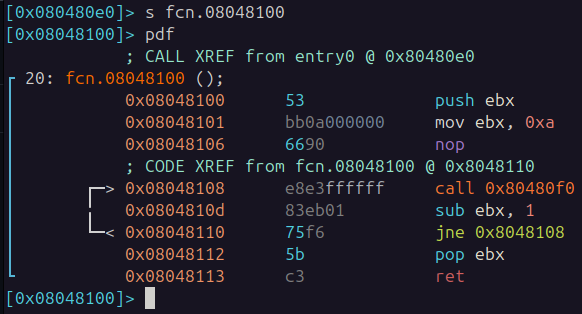 [0x080480e0]> s fcn.08048100
[0x08048100]> pdf
; CALL XREF from entry0 @ 0x80480e0
20: fcn.08048100 ();
0x08048100      53             push ebx
0x08048101      bb0a000000     mov ebx, 0xa
0x08048106      6690           nop
; CODE XREF from fcn.08048100 @ 0x8048110
0x08048108      e8e3ffffff     call 0x80480f0
0x0804810d      83eb01         sub ebx, 1
0x08048110      75f6           jne 0x8048108
0x08048112      5b             pop ebx
0x08048113      c3             ret
[0x08048100]>